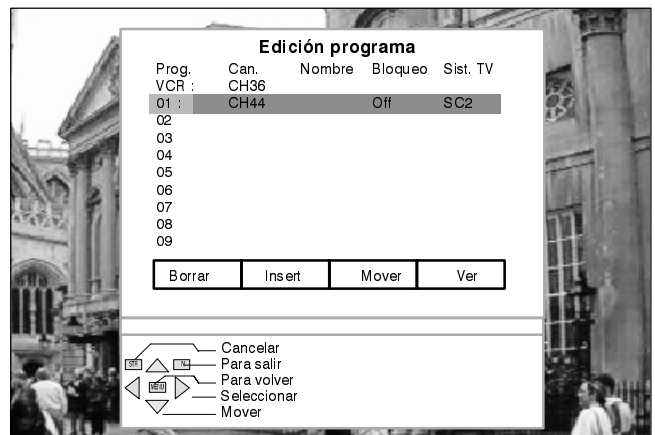 Edición programa
Prog. Can. Nombre Bloqueo Sist. TV
VCR : CH36
01 : CH44 Off SC2
02
03
04
05
06
07
08
09
Borrar Insert Mover Ver
Cancelar
STR N Para salir
Para volver
MENU Seleccionar
Mover